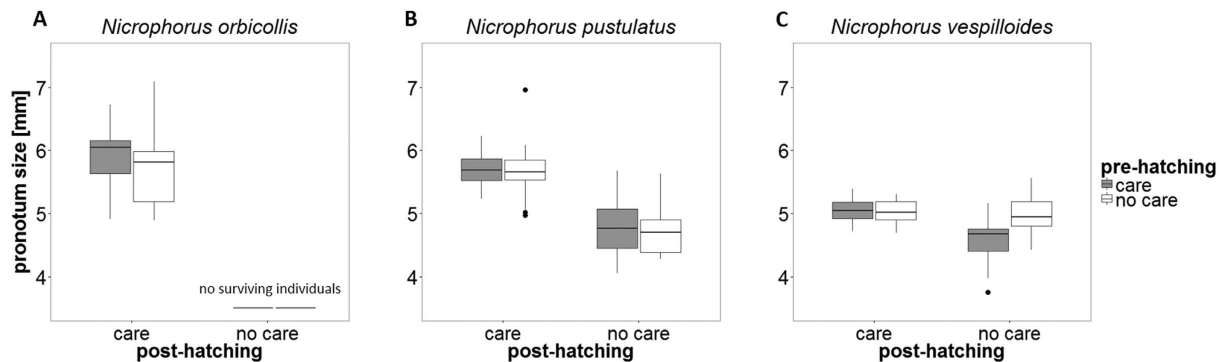 A
Nicrophorus orbicollis
B
Nicrophorus pustulatus
C
Nicrophorus vespilloides
pronotum size [mm]
7
6
5
4
no surviving individuals
care
no care
post-hatching
7
6
5
4
care
no care
post-hatching
7
6
5
4
care
no care
post-hatching
pre-hatching
care
no care